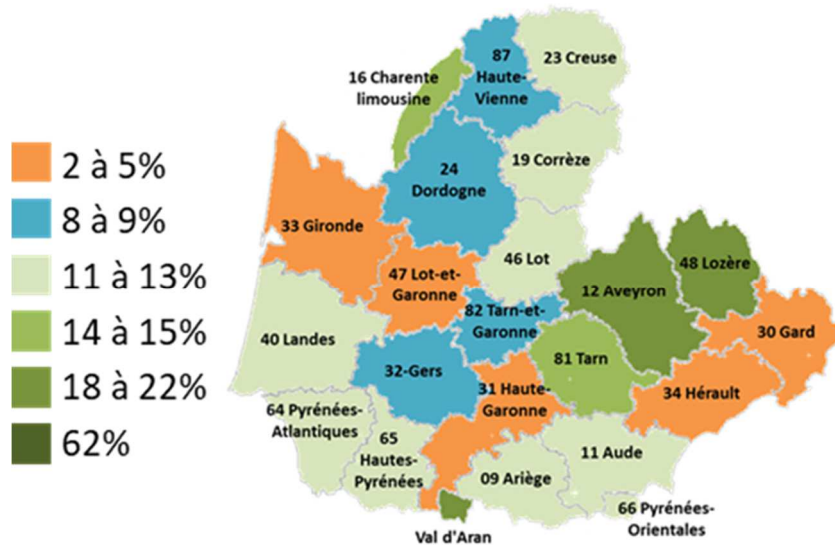 87
Haute-
Vienne
23 Creuse
16 Charente
limousine
2 à 5%
8 à 9%
11 à 13%
14 à 15%
18 à 22%
62%
19 Corrèze
24
Dordogne
33 Gironde
46 Lot
48 Lozère
47 Lot-et-
Garonne
12 Aveyron
82 Tarn-et-
Garonne
30 Gard
40 Landes
81 Tarn
32-Gers
31 Haute-
Garonne
34 Hérault
64 Pyrénées-
Atlantiques
65
Hautes-
Pyrénées
11 Aude
09 Ariège
66 Pyrénées-
Orientales
Val d'Aran